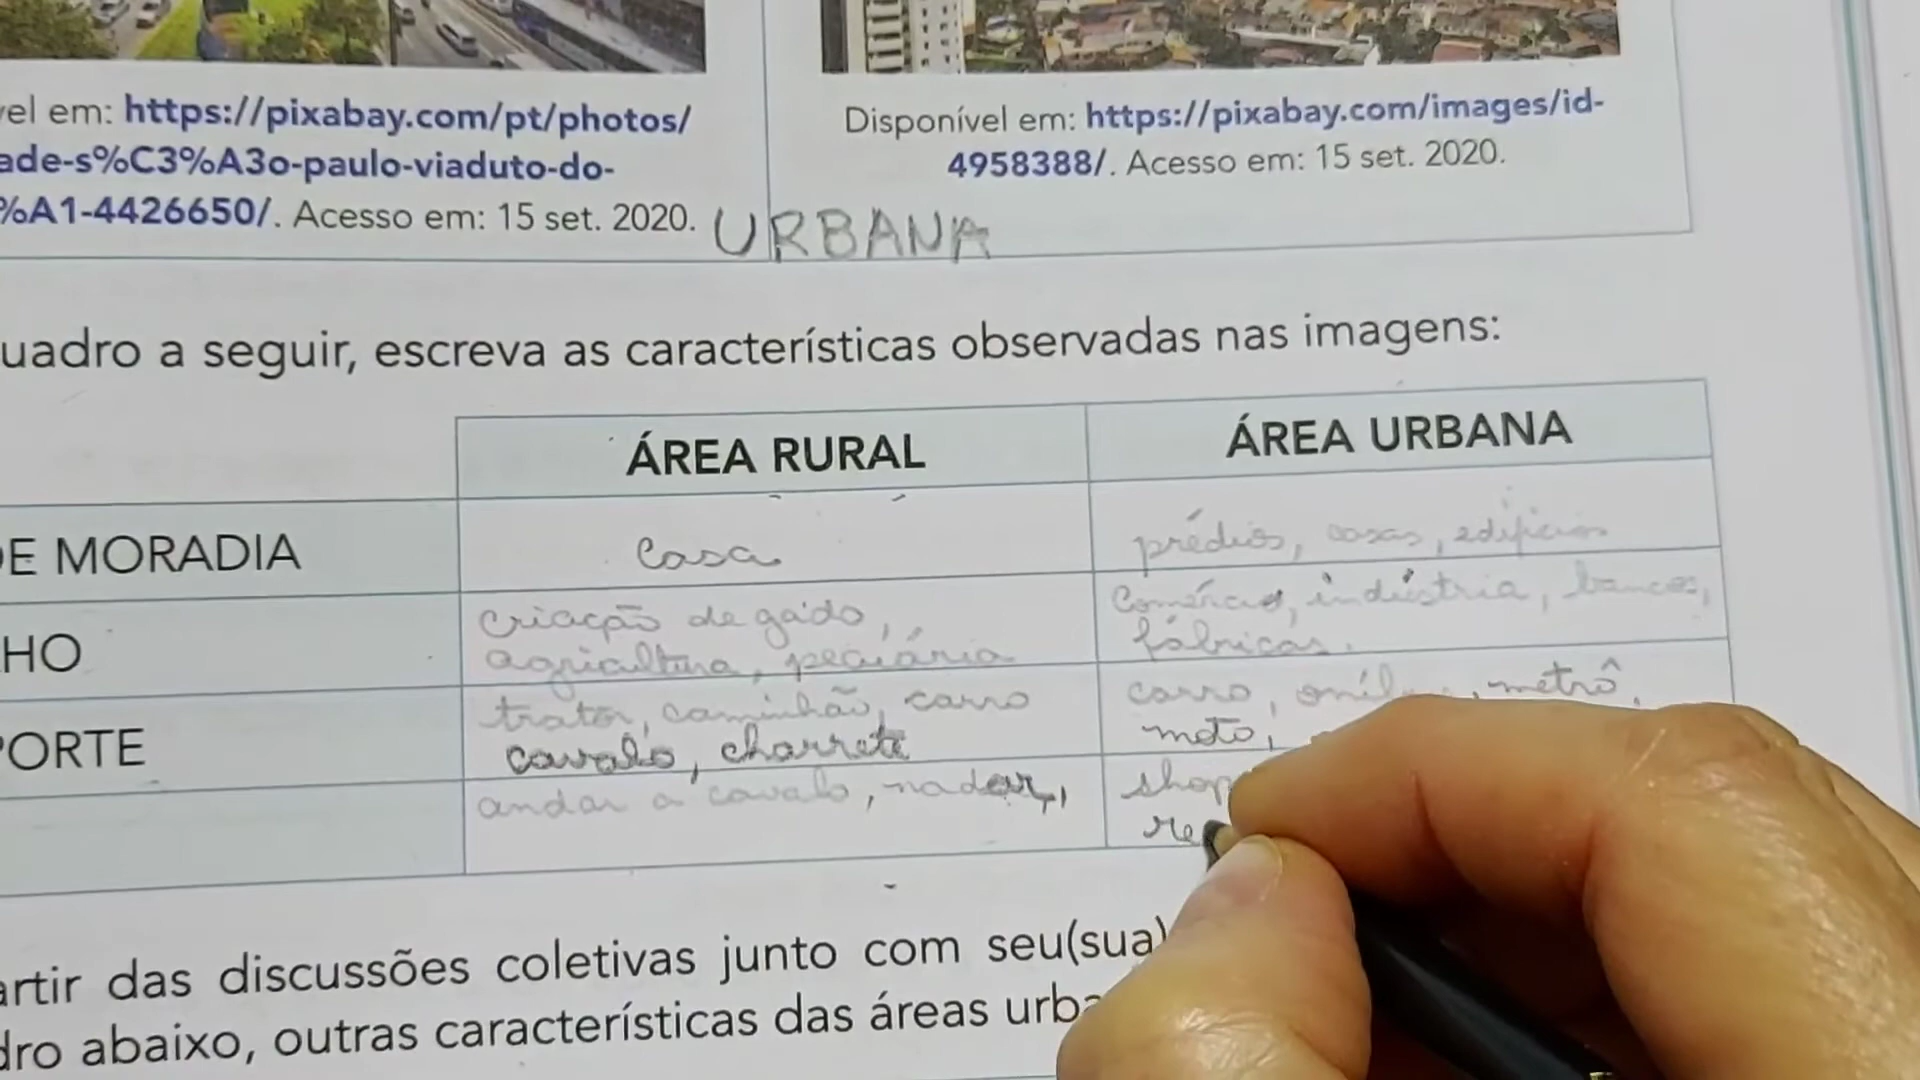 vel em: https://pixabay.com/pt/photos/
ade-s%C3%A3o-paulo-viaduto-do-
%A1-4426650/. Acesso em: 15 set. 2020.
Disponível em: https://pixabay.com/images/id-
4958388/. Acesso em: 15 set. 2020.
URBANA
uadro a seguir, escreva as características observadas nas imagens:
ÁREA RURAL
ÁREA URBANA
DE MORADIA
Casa
prédios, casas, edifícios
HO
criação de gado,
agricultura, pecuária
Comércio, indústria, bancos,
fábricas.
PORTE
trator, caminhão, carro
cavalo, charrete
carro, metrô,
moto,
andar a cavalo, nadar,
shop
re
artir das discussões coletivas junto com seu(sua)
dro abaixo, outras características das áreas urba